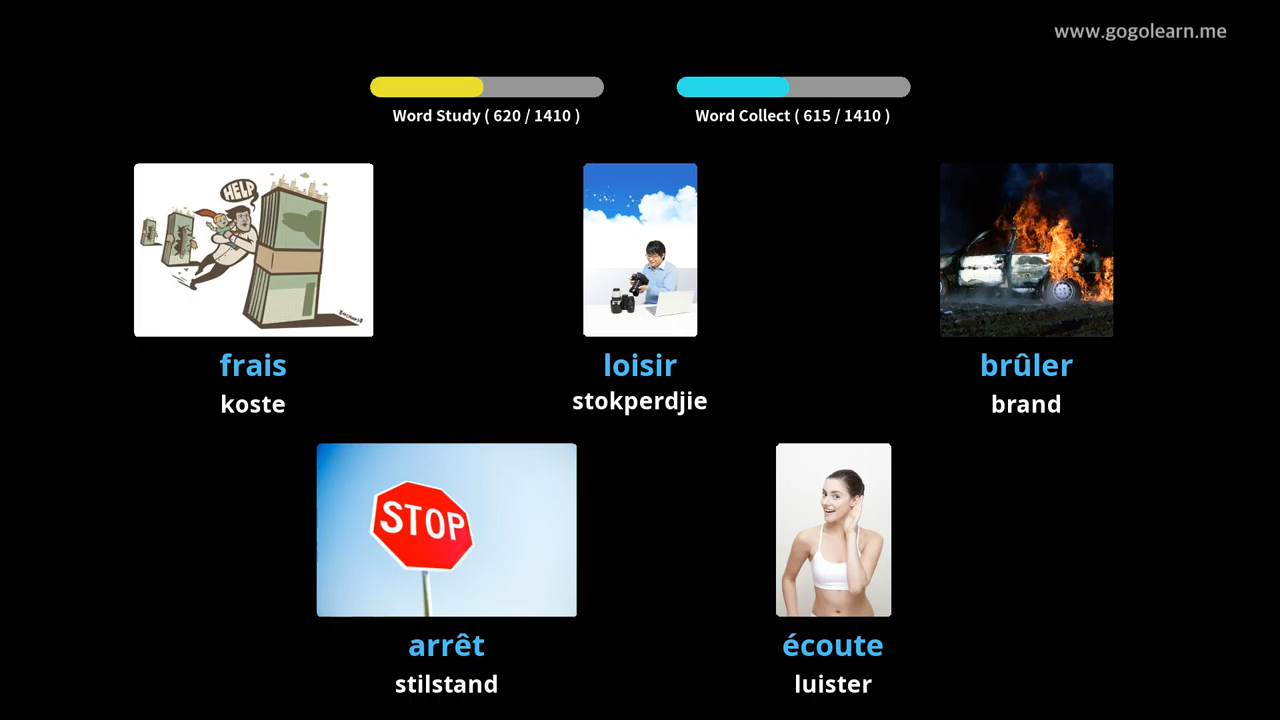 www.gogolearn.me
Word Study ( 620 / 1410 )
Word Collect ( 615 / 1410 )
HELP
frais
koste
loisir
stokperdjie
brûler
brand
STOP
arrêt
stilstand
écoute
luister